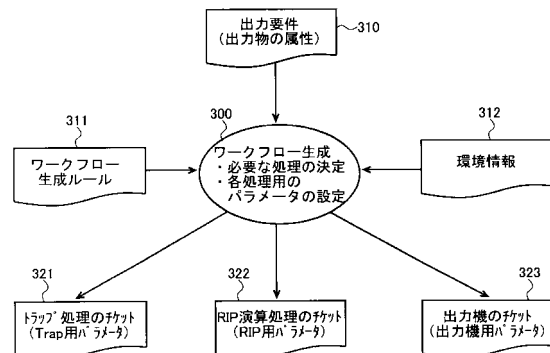 出力要件
(出力物の属性)
310
311
ワークフロー
生成ルール
300
ワークフロー生成
・必要な処理の決定
・各処理用の
パラメータの設定
312
環境情報
321
トラップ処理のチケット
(Trap用パラメータ)
322
RIP演算処理のチケット
(RIP用パラメータ)
323
出力機のチケット
(出力機用パラメータ)